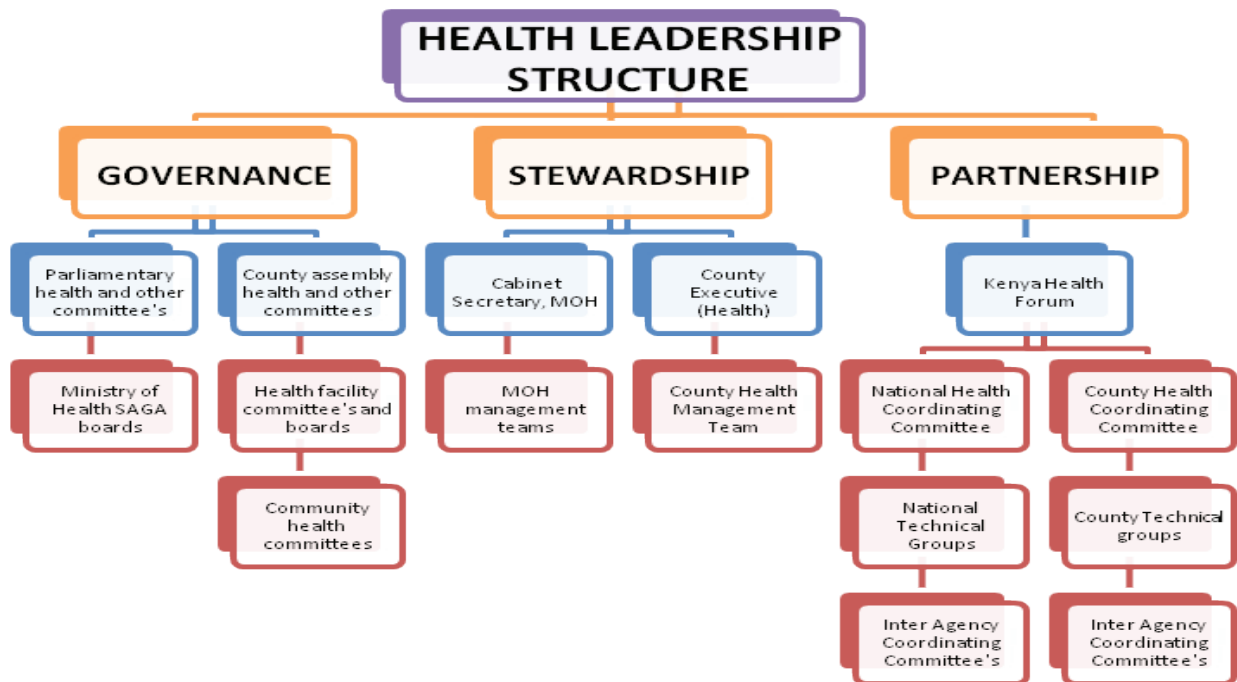 HEALTH LEADERSHIP
STRUCTURE
GOVERNANCE
STEWARDSHIP
PARTNERSHIP
Parliamentary
health and other
committee's
County assembly
health and other
committees
Cabinet
Secretary, MOH
County
Executive
(Health)
Kenya Health
Forum
Ministry of
Health SAGA
boards
Health facility
committee's and
boards
MOH
management
teams
County Health
Management
Team
National Health
Coordinating
Committee
County Health
Coordinating
Committee
Community
health
committees
National
Technical
Groups
County Technical
groups
Inter Agency
Coordinating
Committee's
Inter Agency
Coordinating
Committee's